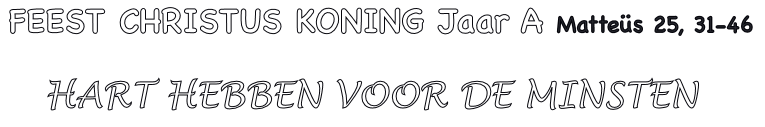 FEEST CHRISTUS KONING Jaar A Matteüs 25, 31-46
HART HEBBEN VOOR DE MINSTEN